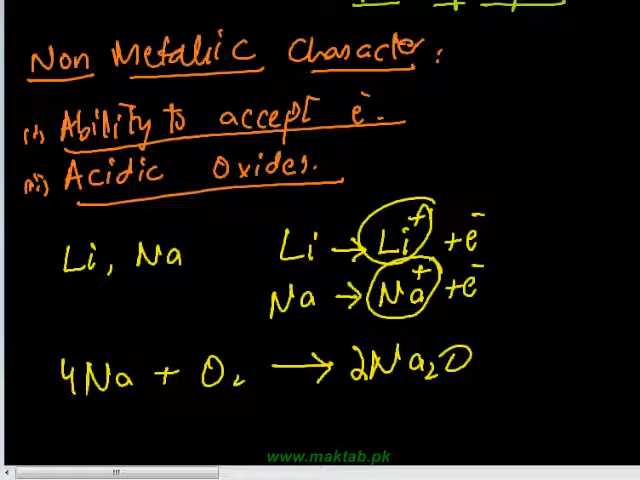 Non Metallic Character:
(i) Ability to accept e⁻.
(ii) Acidic Oxides.
Li, Na
Li → Li⁺ + e⁻
Na → Na⁺ + e⁻
4Na + O₂ → 2Na₂O
www.maktab.pk